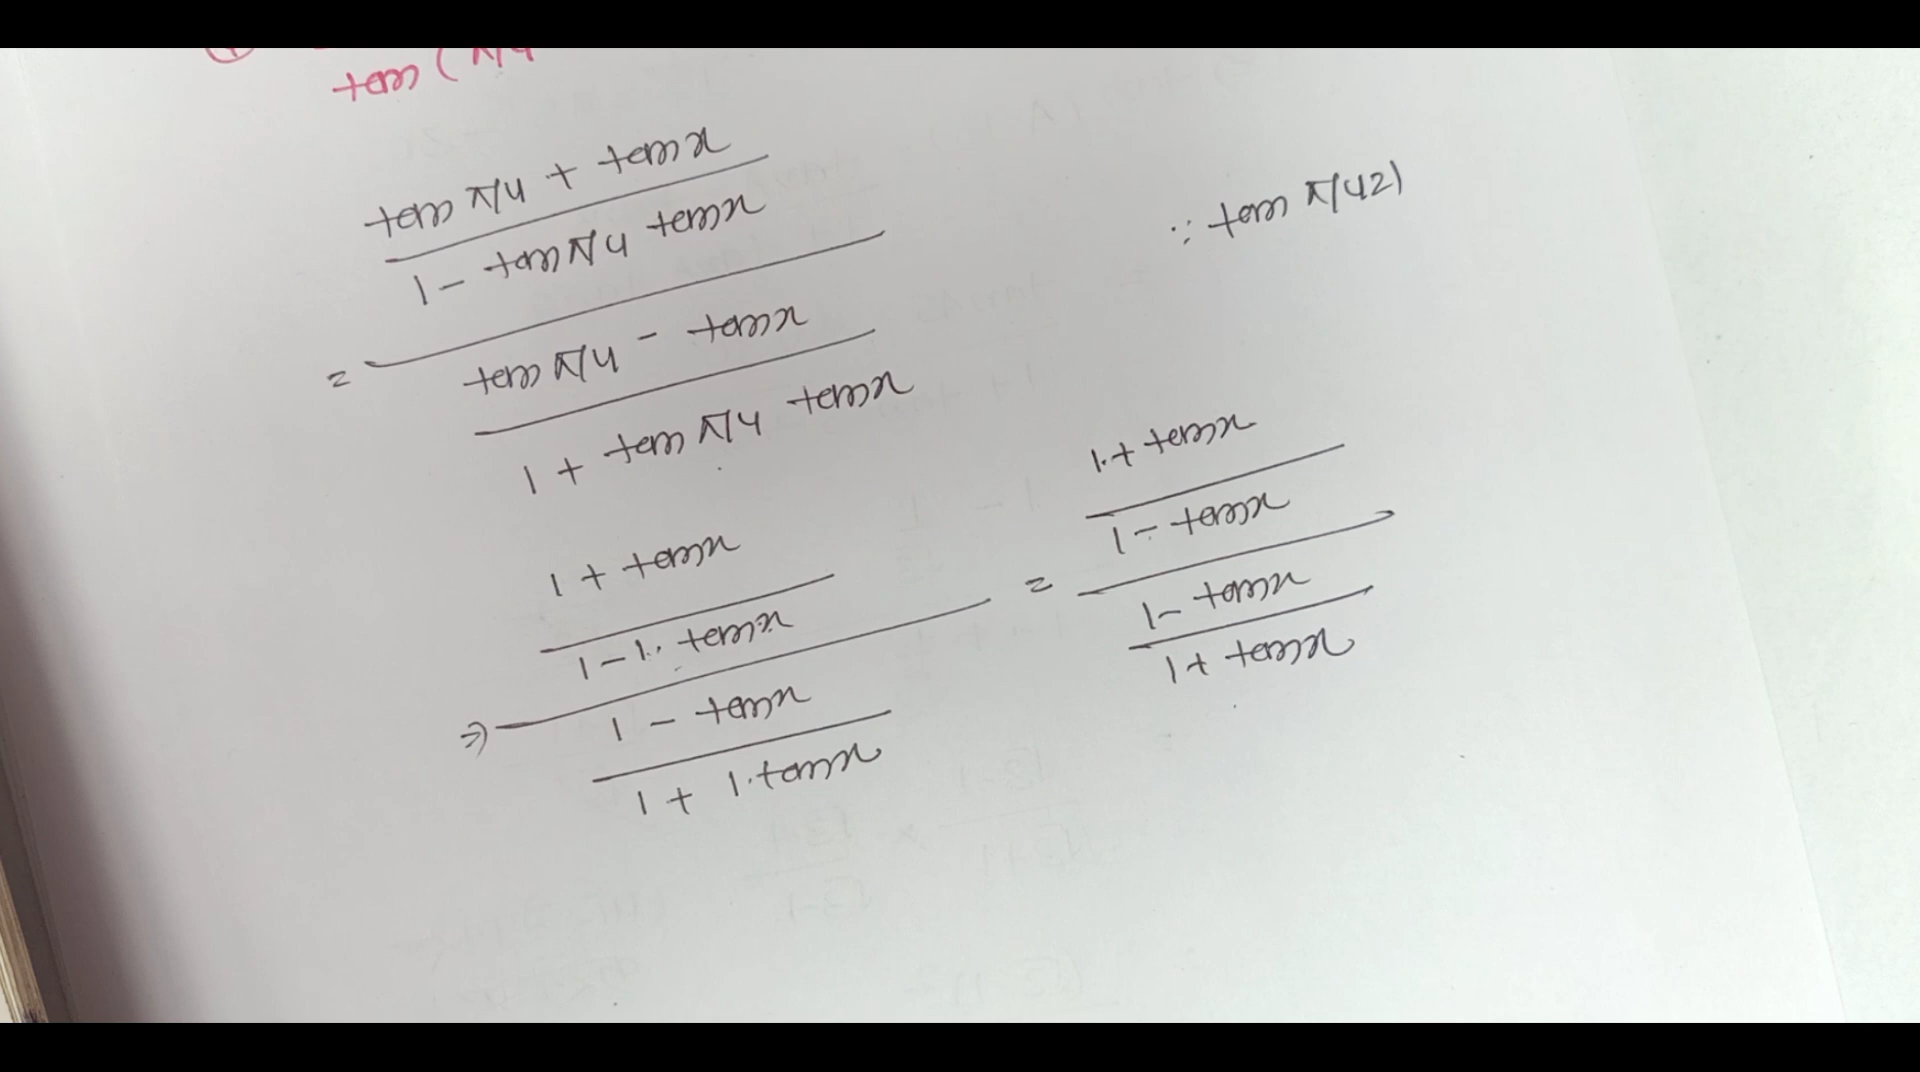 tan (π/4
tan π/4 + tan x
1 - tan π/4 tan x
=
tan π/4 - tan x
1 + tan π/4 tan x
∵ tan π/4 = 1
1 + tan x
1 - 1. tan x
⇒
1 - tan x
1 + 1. tan x
=
1 + tan x
1 - tan x
1 - tan x
1 + tan x